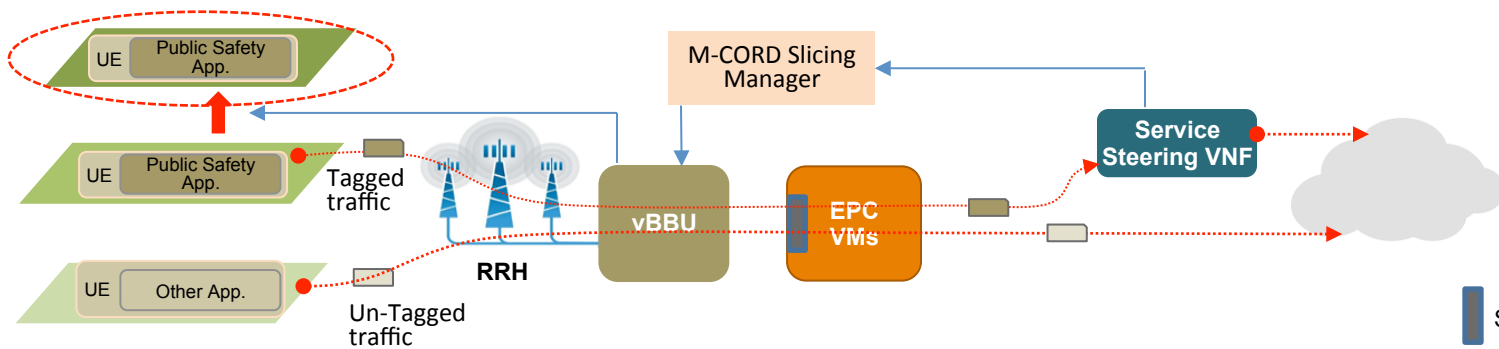 UE
Public Safety
App.
M-CORD Slicing
Manager
UE
Public Safety
App.
Tagged
traffic
Service
Steering VNF
vBBU
EPC
VMs
RRH
UE
Other App.
Un-Tagged
traffic